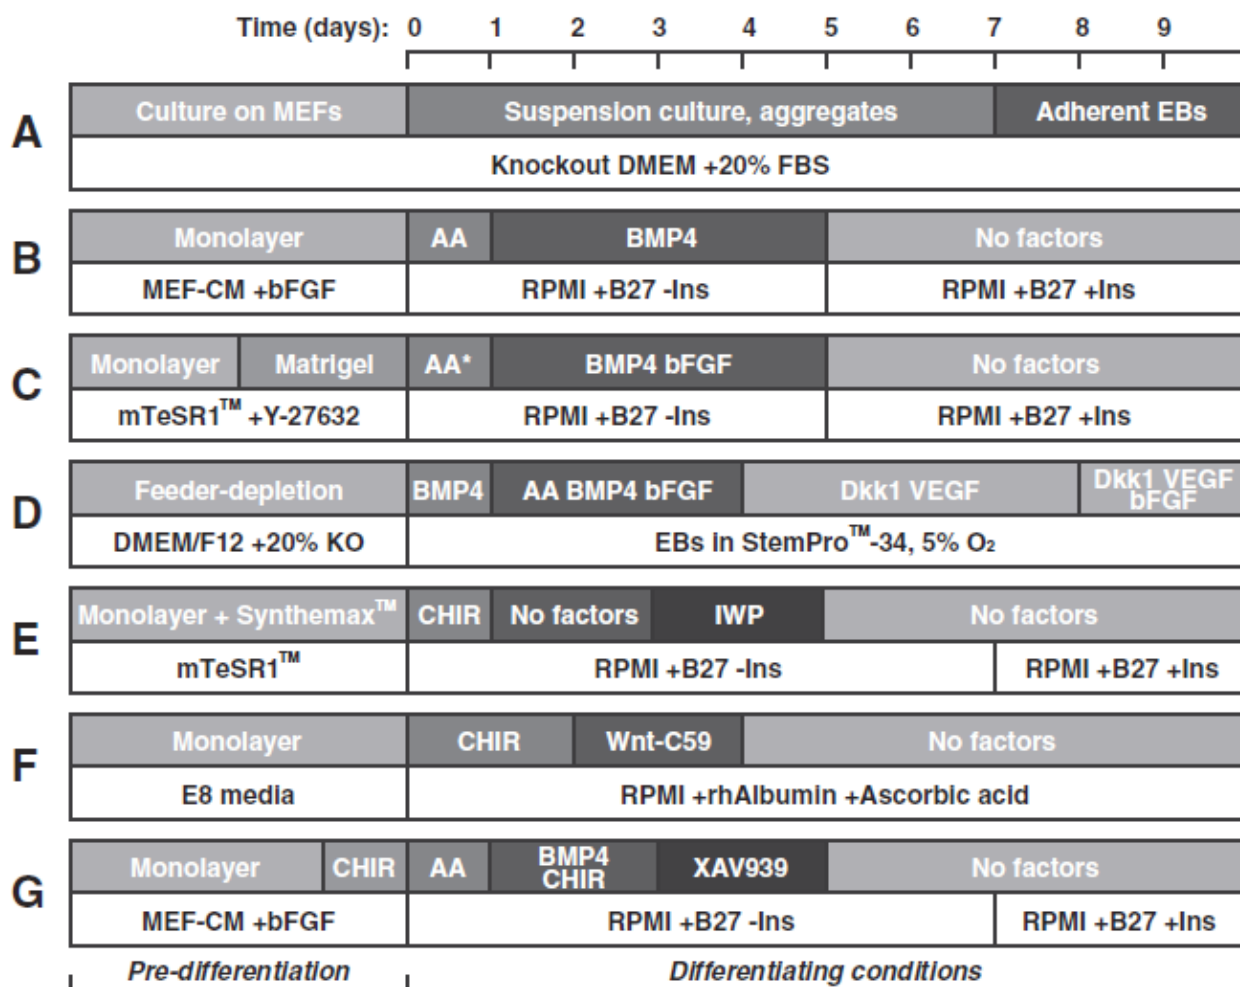 Time (days): 0 1 2 3 4 5 6 7 8 9
A
Culture on MEFs Suspension culture, aggregates Adherent EBs
Knockout DMEM +20% FBS
B
Monolayer AA BMP4 No factors
MEF-CM +bFGF RPMI +B27 -Ins RPMI +B27 +Ins
C
Monolayer Matrigel AA* BMP4 bFGF No factors
mTeSR1™ +Y-27632 RPMI +B27 -Ins RPMI +B27 +Ins
D
Feeder-depletion BMP4 AA BMP4 bFGF Dkk1 VEGF Dkk1 VEGF
bFGF
DMEM/F12 +20% KO EBs in StemPro™-34, 5% O₂
E
Monolayer + Synthemax™ CHIR No factors IWP No factors
mTeSR1™ RPMI +B27 -Ins RPMI +B27 +Ins
F
Monolayer CHIR Wnt-C59 No factors
E8 media RPMI +rhAlbumin +Ascorbic acid
G
Monolayer CHIR AA BMP4 XAV939 No factors
CHIR
MEF-CM +bFGF RPMI +B27 -Ins RPMI +B27 +Ins
Pre-differentiation Differentiating conditions